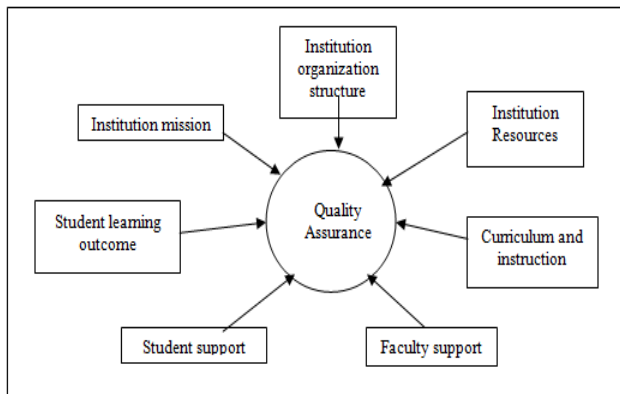 Institution
organization
structure
Institution mission
Institution
Resources
Student learning
outcome
Quality
Assurance
Curriculum and
instruction
Student support
Faculty support